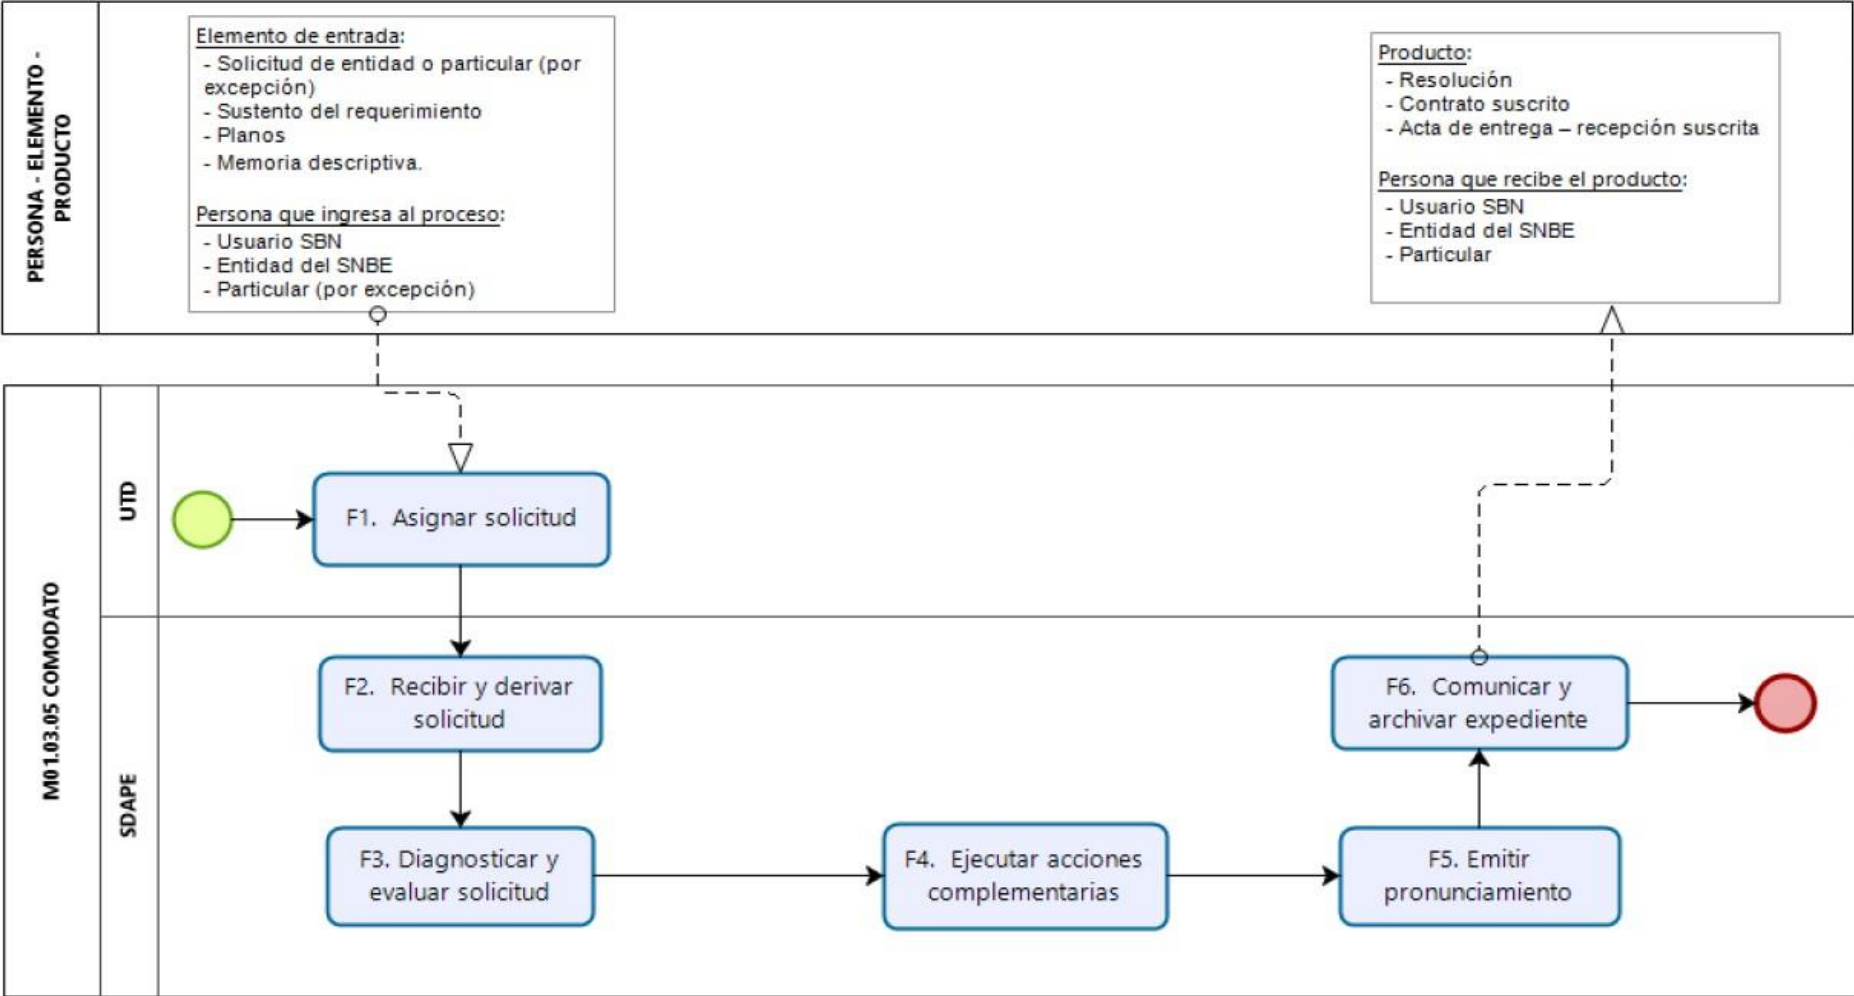 PERSONA - ELEMENTO -
PRODUCTO
Elemento de entrada:
- Solicitud de entidad o particular (por
excepción)
- Sustento del requerimiento
- Planos
- Memoria descriptiva.
Persona que ingresa al proceso:
- Usuario SBN
- Entidad del SNBE
- Particular (por excepción)
Producto:
- Resolución
- Contrato suscrito
- Acta de entrega – recepción suscrita
Persona que recibe el producto:
- Usuario SBN
- Entidad del SNBE
- Particular
M01.03.05 COMODATO
UTD
F1. Asignar solicitud
SDAPE
F2. Recibir y derivar
solicitud
F3. Diagnosticar y
evaluar solicitud
F4. Ejecutar acciones
complementarias
F5. Emitir
pronunciamiento
F6. Comunicar y
archivar expediente